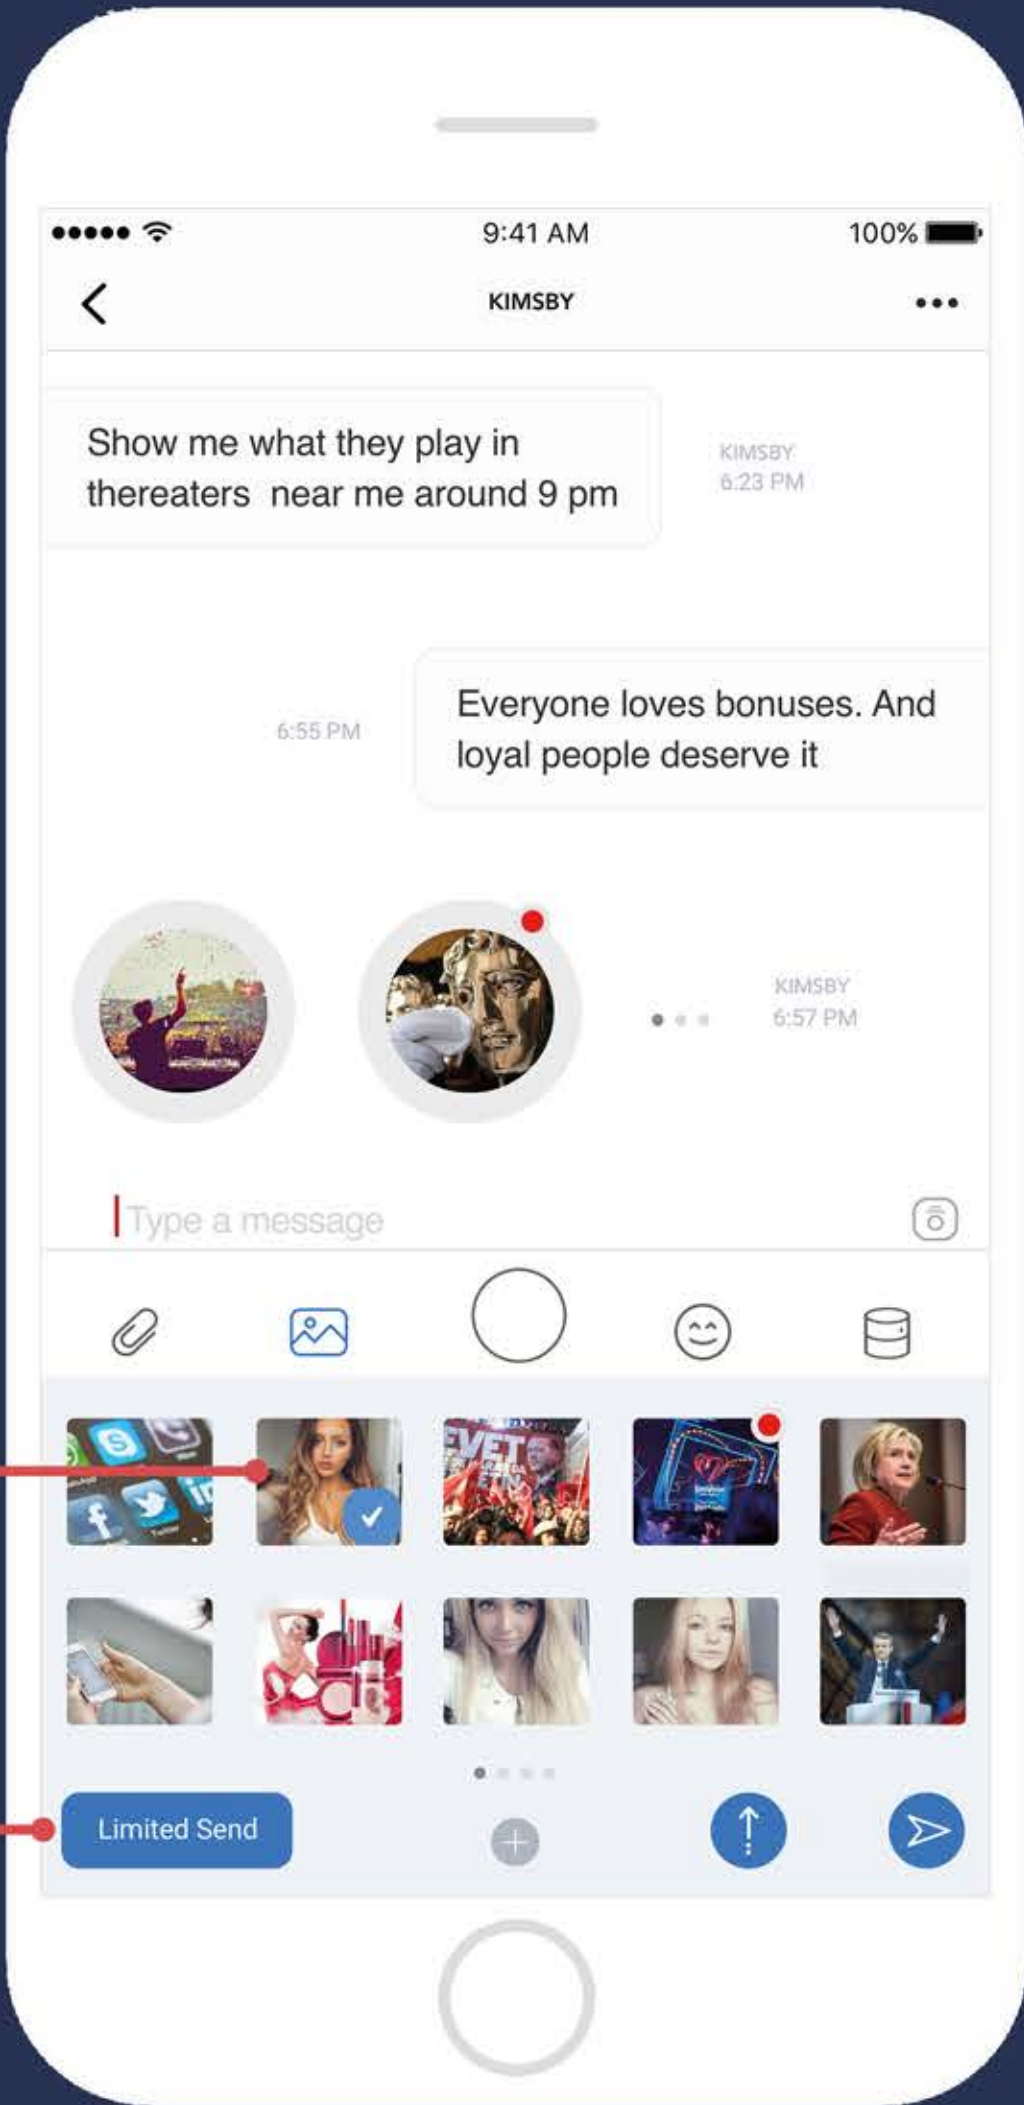 9:41 AM
100%
KIMSBY
Show me what they play in
thereaters near me around 9 pm
KIMSBY
6:23 PM
6:55 PM
Everyone loves bonuses. And
loyal people deserve it
KIMSBY
6:57 PM
Type a message
EVET
Twitter
Limited Send